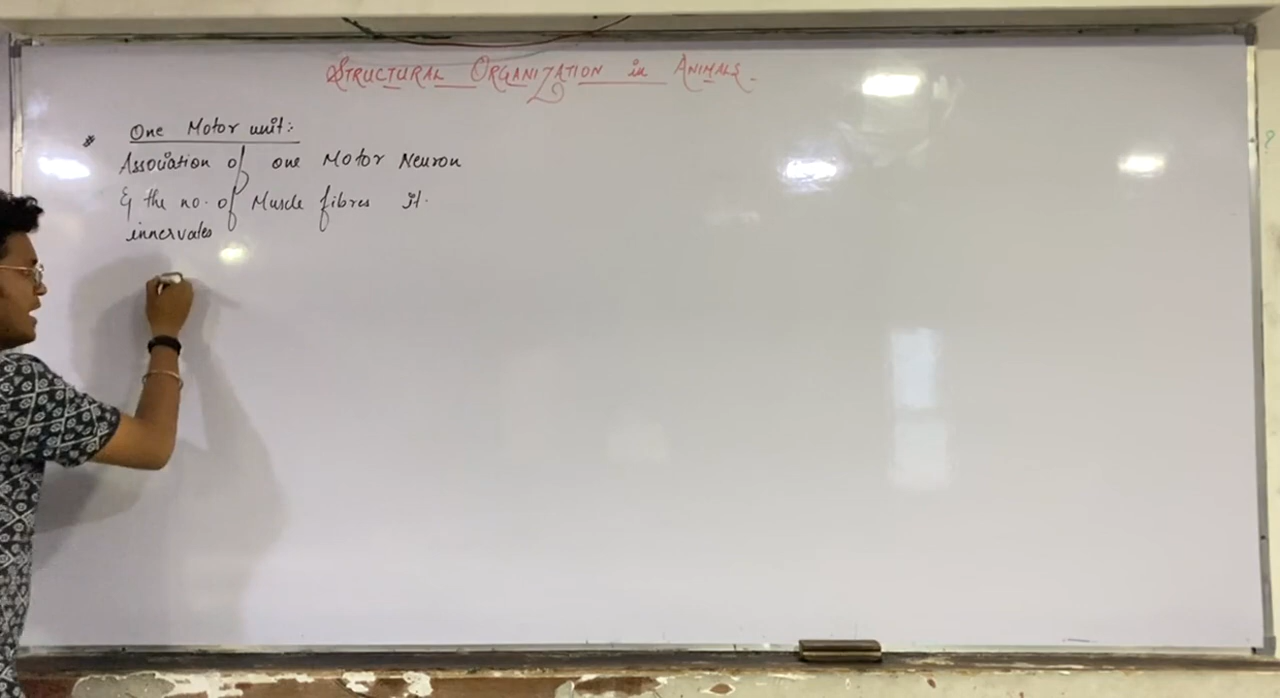 STRUCTURAL ORGANIZATION in ANIMALS.
* One Motor unit:
Association of one Motor Neuron
& the no. of Muscle fibres it.
innervates